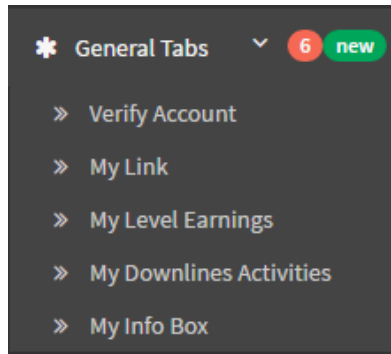 General Tabs 6 new
Verify Account
My Link
My Level Earnings
My Downlines Activities
My Info Box